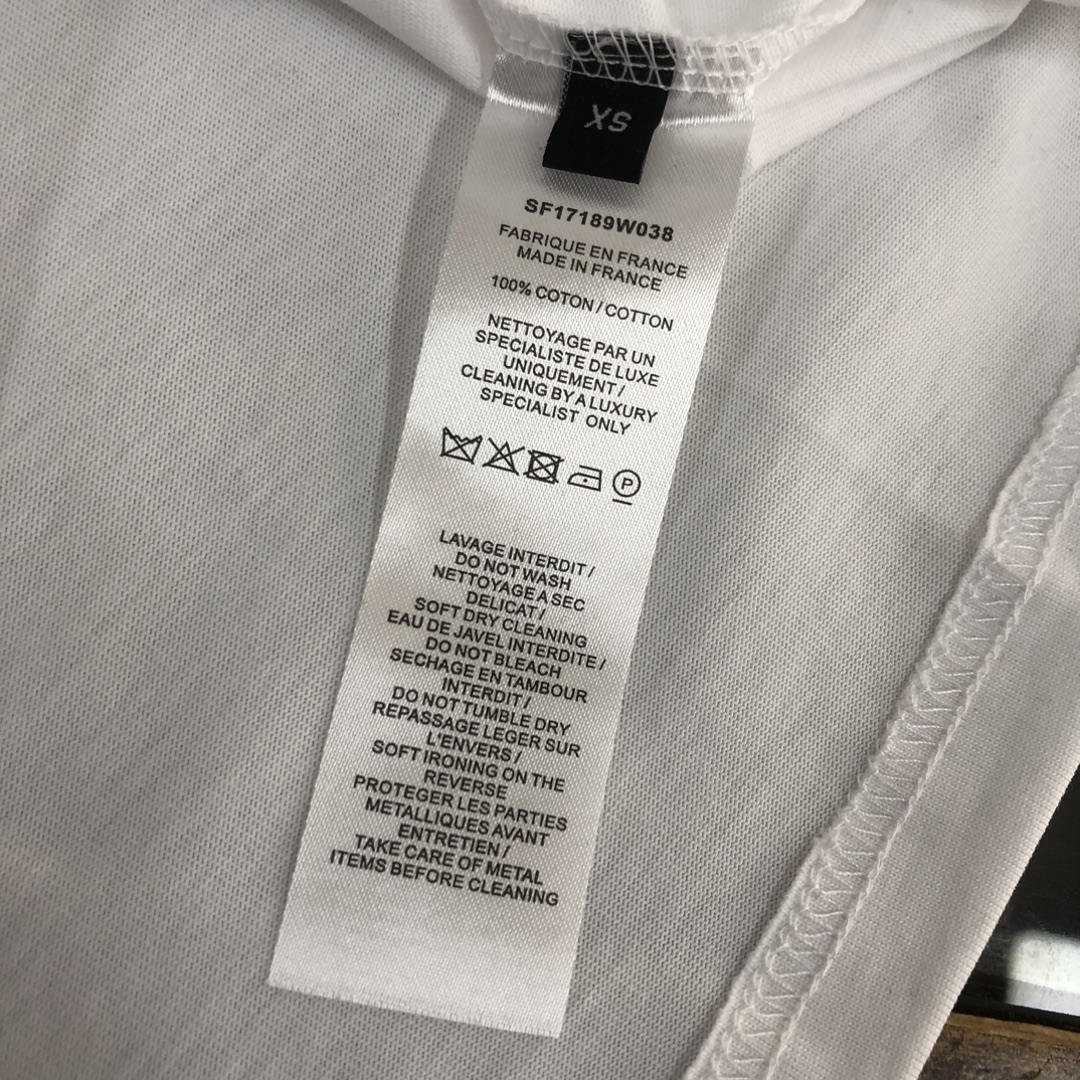 XS
SF17189W038
FABRIQUE EN FRANCE
MADE IN FRANCE
100% COTON / COTTON
NETTOYAGE PAR UN
SPECIALISTE DE LUXE
UNIQUEMENT /
CLEANING BY A LUXURY
SPECIALIST ONLY
P
LAVAGE INTERDIT /
DO NOT WASH
NETTOYAGE A SEC
DELICAT /
SOFT DRY CLEANING
EAU DE JAVEL INTERDITE /
DO NOT BLEACH
SECHAGE EN TAMBOUR
INTERDIT /
DO NOT TUMBLE DRY
REPASSAGE LEGER SUR
L'ENVERS /
SOFT IRONING ON THE
REVERSE
PROTEGER LES PARTIES
METALLIQUES AVANT
ENTRETIEN /
TAKE CARE OF METAL
ITEMS BEFORE CLEANING